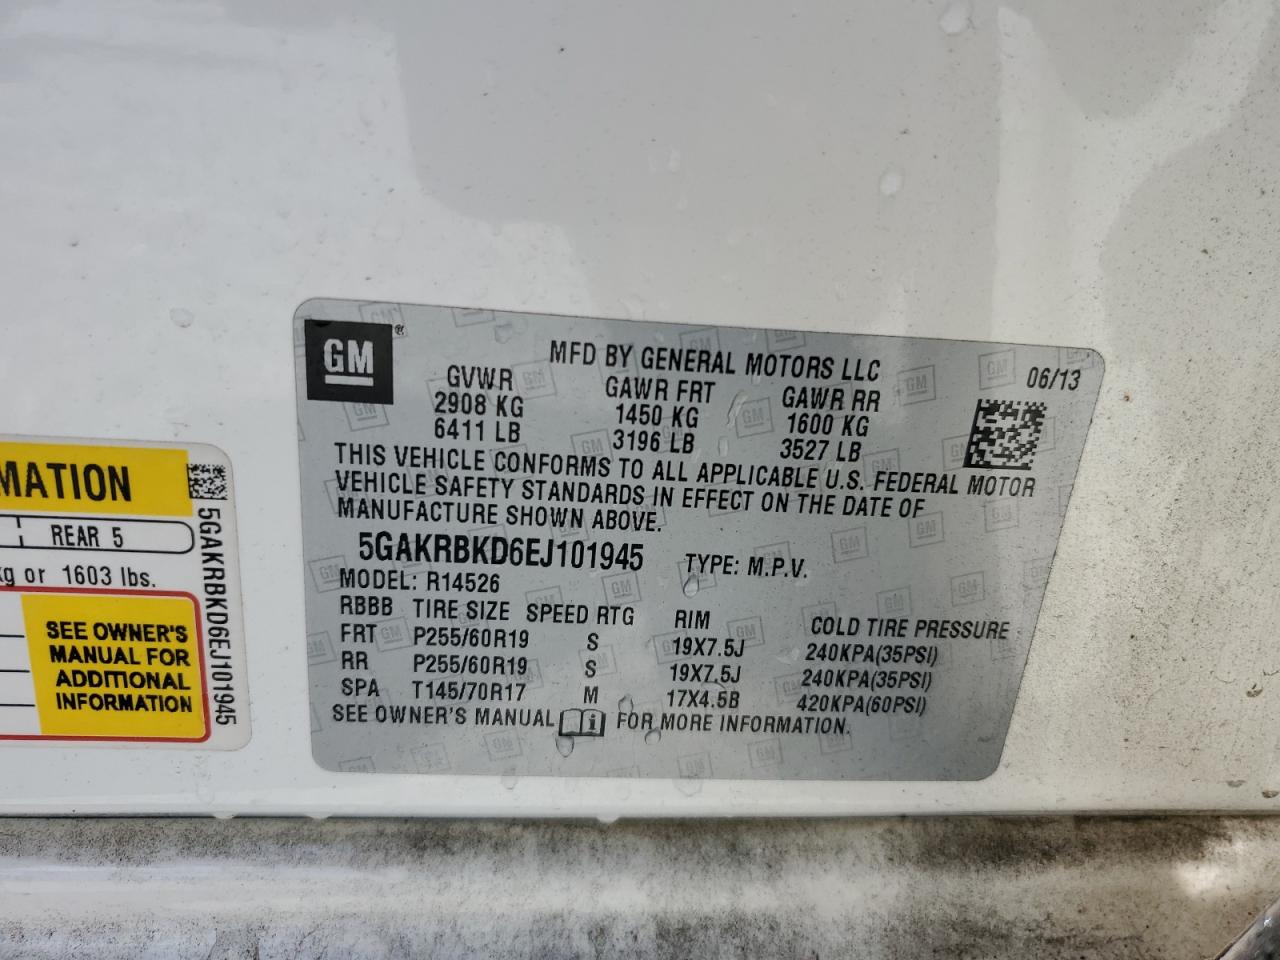 MATION
REAR 5
kg or 1603 lbs.
SEE OWNER'S
MANUAL FOR
ADDITIONAL
INFORMATION
5GAKRBKD6EJ101945
GM®
MFD BY GENERAL MOTORS LLC
06/13
GVWR GAWR FRT GAWR RR
2908 KG 1450 KG 1600 KG
6411 LB 3196 LB 3527 LB
THIS VEHICLE CONFORMS TO ALL APPLICABLE U.S. FEDERAL MOTOR
VEHICLE SAFETY STANDARDS IN EFFECT ON THE DATE OF
MANUFACTURE SHOWN ABOVE.
5GAKRBKD6EJ101945 TYPE: M.P.V.
MODEL: R14526
RBBB TIRE SIZE SPEED RTG RIM COLD TIRE PRESSURE
FRT P255/60R19 S 19X7.5J 240KPA(35PSI)
RR P255/60R19 S 19X7.5J 240KPA(35PSI)
SPA T145/70R17 M 17X4.5B 420KPA(60PSI)
SEE OWNER'S MANUAL FOR MORE INFORMATION.